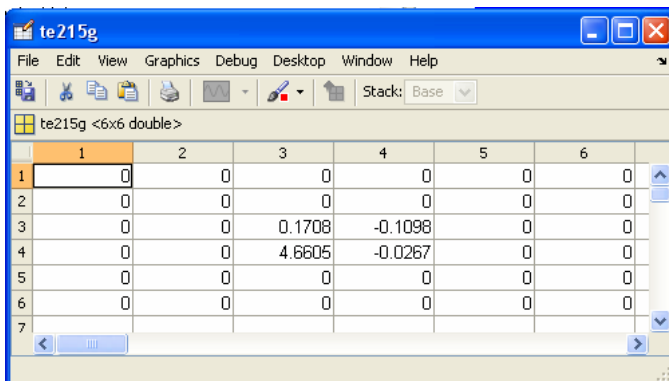 te215g
File Edit View Graphics Debug Desktop Window Help
Stack: Base
te215g <6x6 double>
1 2 3 4 5 6
1 0 0 0 0 0 0
2 0 0 0 0 0 0
3 0 0 0.1708 -0.1098 0 0
4 0 0 4.6605 -0.0267 0 0
5 0 0 0 0 0 0
6 0 0 0 0 0 0
7